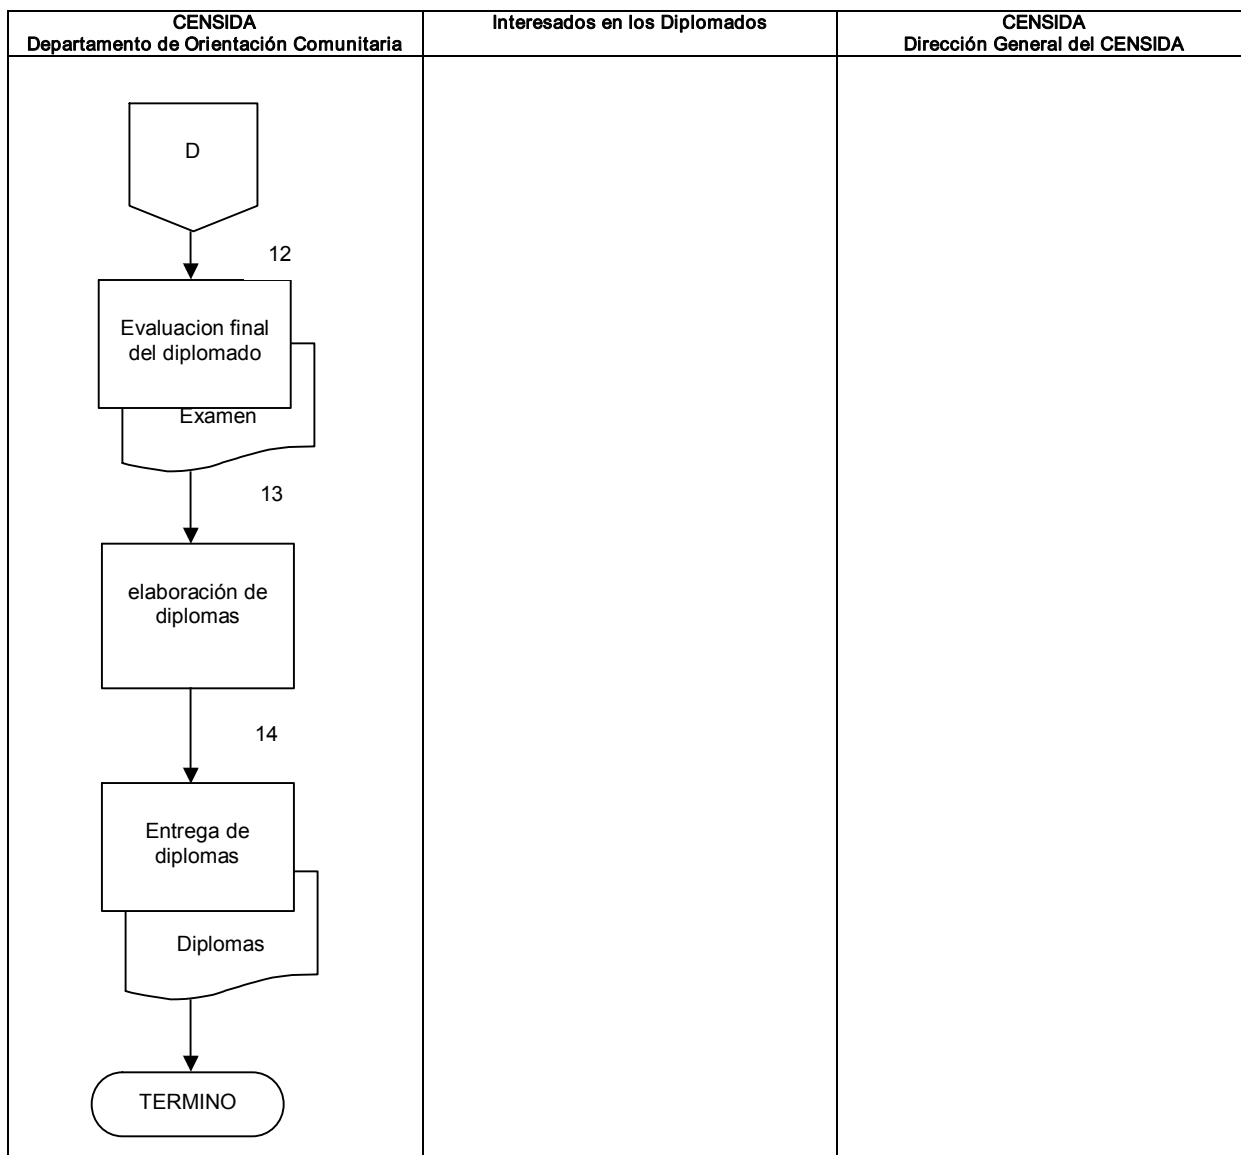 CENSIDA
Departamento de Orientación Comunitaria
Interesados en los Diplomados
CENSIDA
Dirección General del CENSIDA
D
12
Evaluacion final
del diplomado
Examen
13
elaboración de
diplomas
14
Entrega de
diplomas
Diplomas
TERMINO